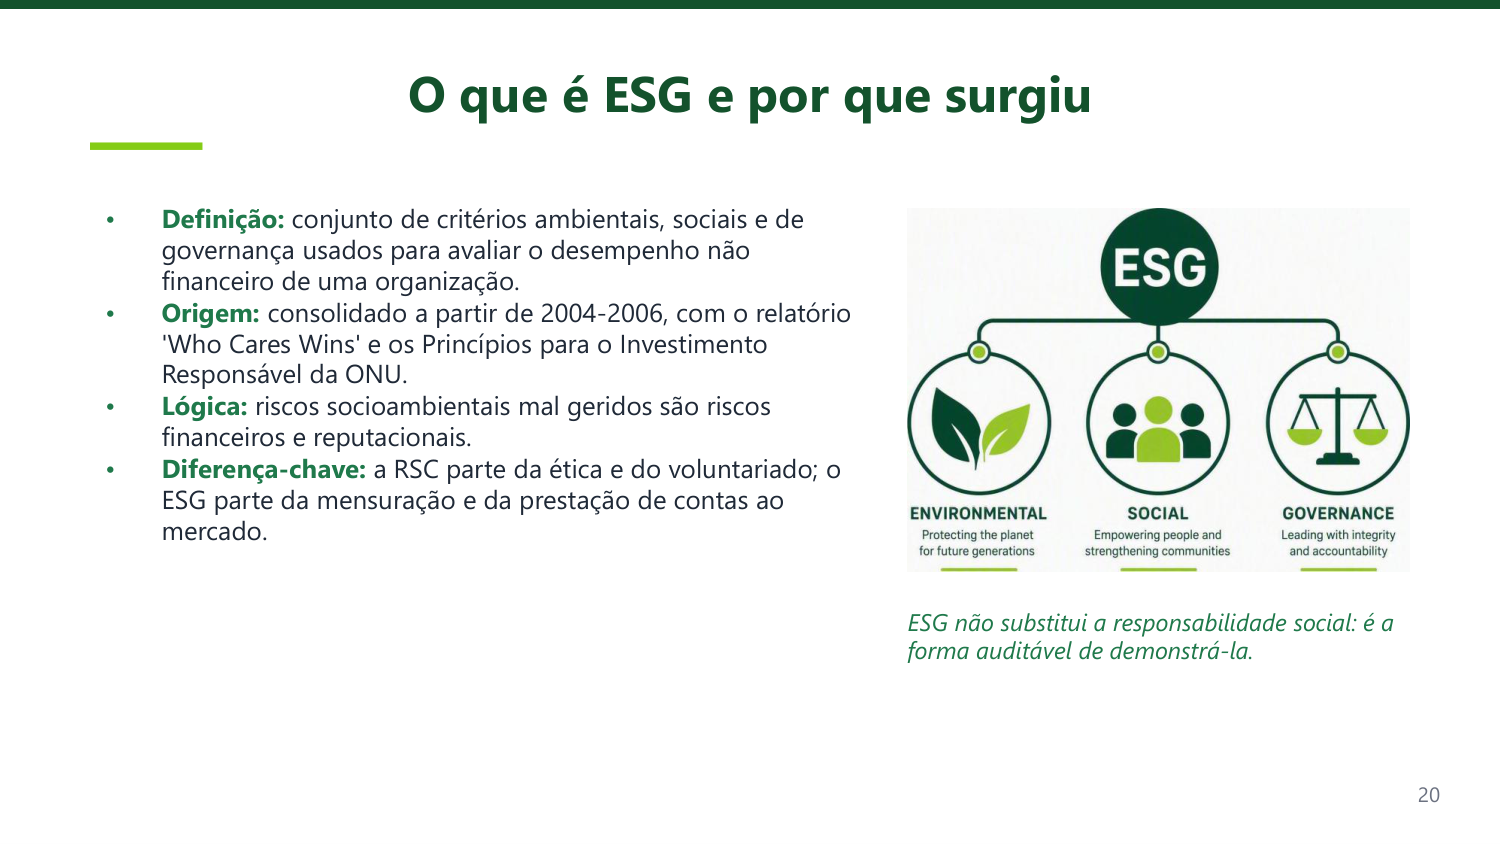 O que é ESG e por que surgiu
• Definição: conjunto de critérios ambientais, sociais e de
governança usados para avaliar o desempenho não
financeiro de uma organização.
• Origem: consolidado a partir de 2004-2006, com o relatório
'Who Cares Wins' e os Princípios para o Investimento
Responsável da ONU.
• Lógica: riscos socioambientais mal geridos são riscos
financeiros e reputacionais.
• Diferença-chave: a RSC parte da ética e do voluntariado; o
ESG parte da mensuração e da prestação de contas ao
mercado.
ESG
ENVIRONMENTAL
Protecting the planet
for future generations
SOCIAL
Empowering people and
strengthening communities
GOVERNANCE
Leading with integrity
and accountability
ESG não substitui a responsabilidade social: é a
forma auditável de demonstrá-la.
20